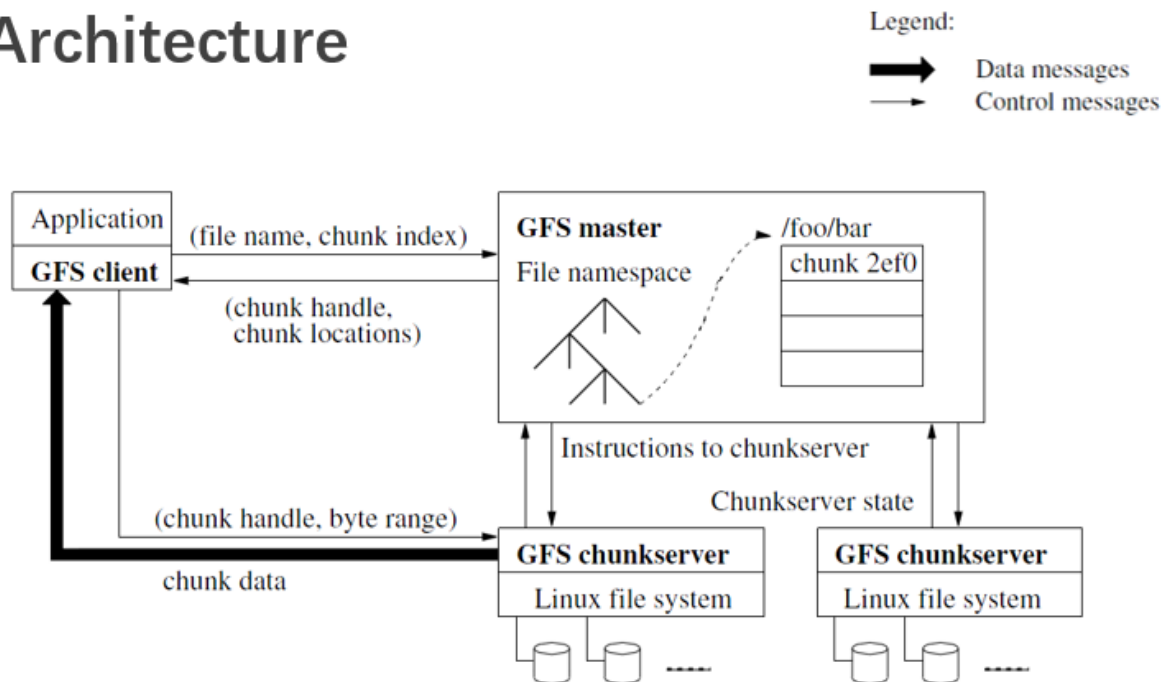 Architecture
Legend:
Data messages
Control messages
Application
GFS client
(file name, chunk index)
(chunk handle,
chunk locations)
GFS master
File namespace
/foo/bar
chunk 2ef0
Instructions to chunkserver
Chunkserver state
(chunk handle, byte range)
chunk data
GFS chunkserver
Linux file system
GFS chunkserver
Linux file system